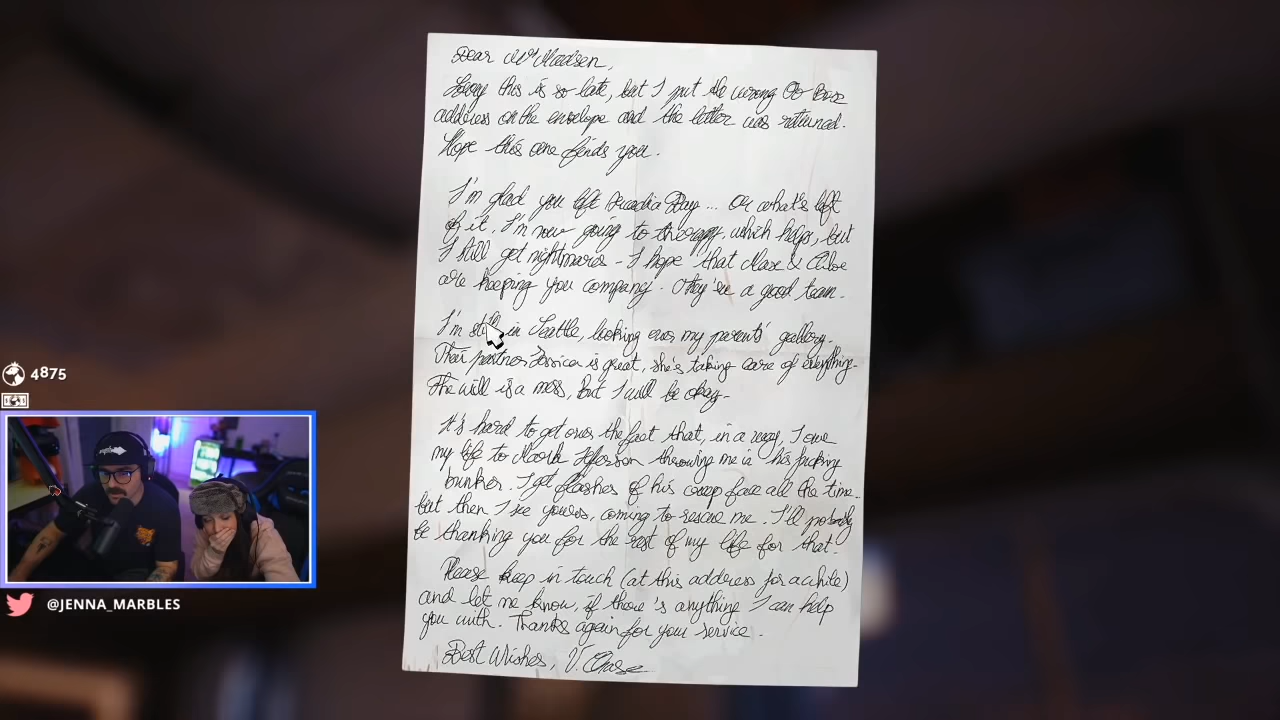 Dear Mr Madsen,
Sorry this is so late, but I put the wrong PO Box
address on the envelope and the letter was returned.
Hope this one finds you.
I'm glad you left Arcadia Bay... Or what's left
of it. I'm now going to therapy, which helps, but
I still get nightmares - I hope that Max & Chloe
are keeping you company. They're a good team.
I'm still in Seattle, looking over my parents' gallery.
Their partner Jessica is great, she's taking care of everything.
The will is a mess, but I will be okay.
It's hard to get over the fact that, in a way, I owe
my life to Mark Jefferson throwing me in his fucking
bunker. I get flashes of his creep face all the time...
but then I see yours, coming to rescue me. I'll probably
be thanking you for the rest of my life for that.
Please keep in touch (at this address for a while)
and let me know, if there's anything I can help
you with. Thanks again for your service.
Best Wishes, V. Chase
4875
@JENNA_MARBLES